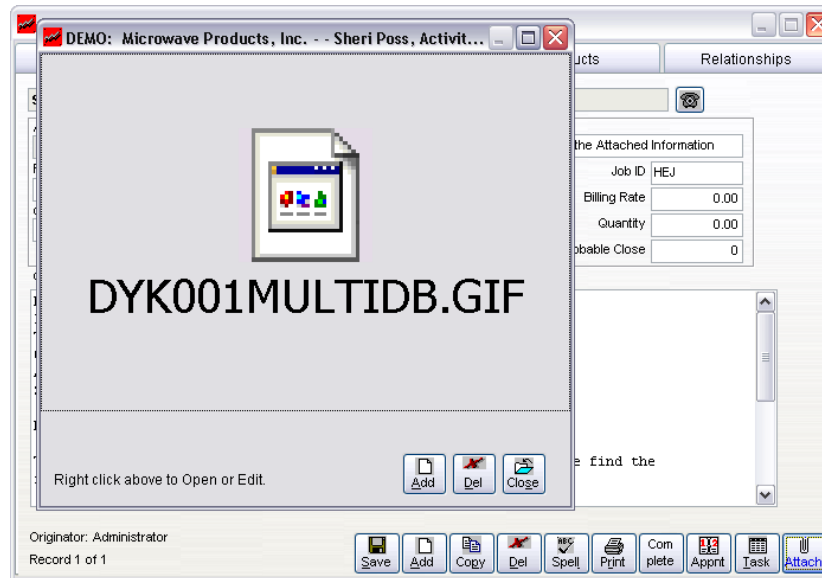 DEMO: Microwave Products, Inc. - - Sheri Poss, Activit...
ucts
Relationships
the Attached Information
Job ID HEJ
Billing Rate 0.00
Quantity 0.00
obable Close 0
DYK001MULTIDB.GIF
e find the
Right click above to Open or Edit.
Add
Del
Close
Originator: Administrator
Record 1 of 1
Save
Add
Copy
Del
ABC
Spell
Print
Com
plete
Appnt
Task
Attach